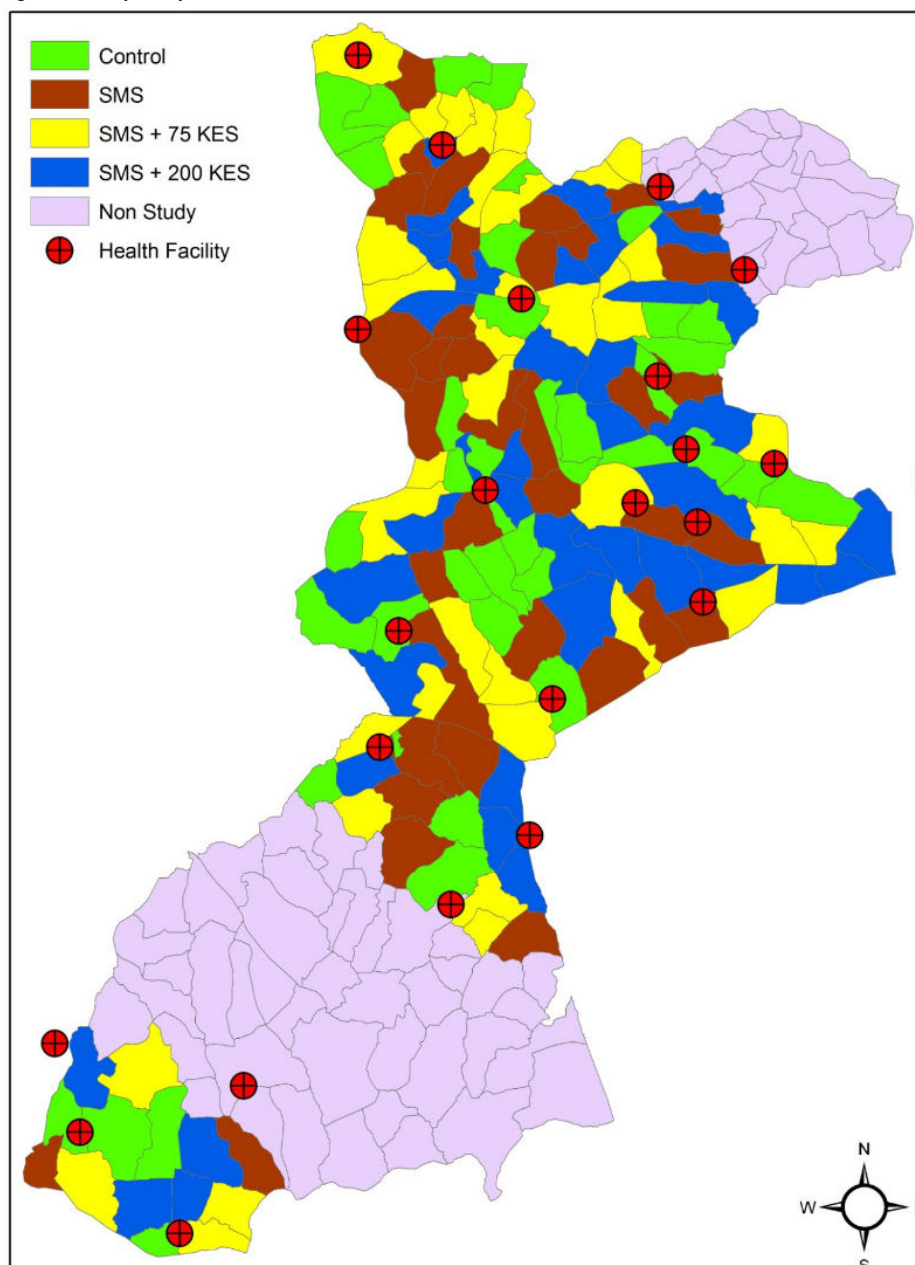 Control
SMS
SMS + 75 KES
SMS + 200 KES
Non Study
Health Facility
N
W
S